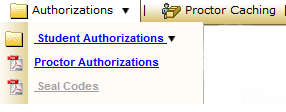 Authorizations ▼ | Proctor Caching |
Student Authorizations ▼
Proctor Authorizations
Seal Codes